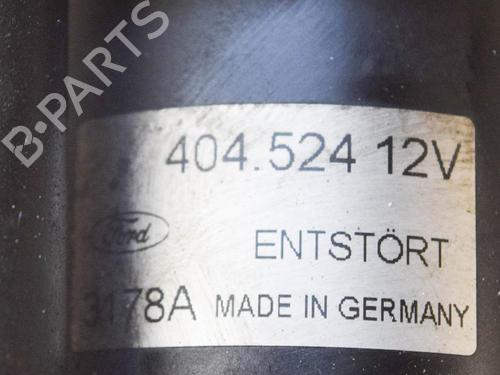 B-PARTS
404.524 12V
Ford
ENTSTÖRT
3178A MADE IN GERMANY